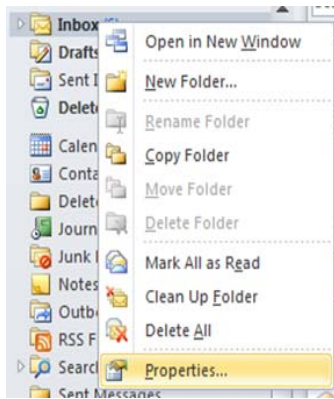 Inbox
Open in New Window
Drafts
Sent I
New Folder...
Delete
Rename Folder
Calen
Copy Folder
Conta
Move Folder
Delet
Delete Folder
Journ
Junk
Mark All as Read
Notes
Clean Up Folder
Outb
Delete All
RSS F
Searc
Properties...
Sent Messages